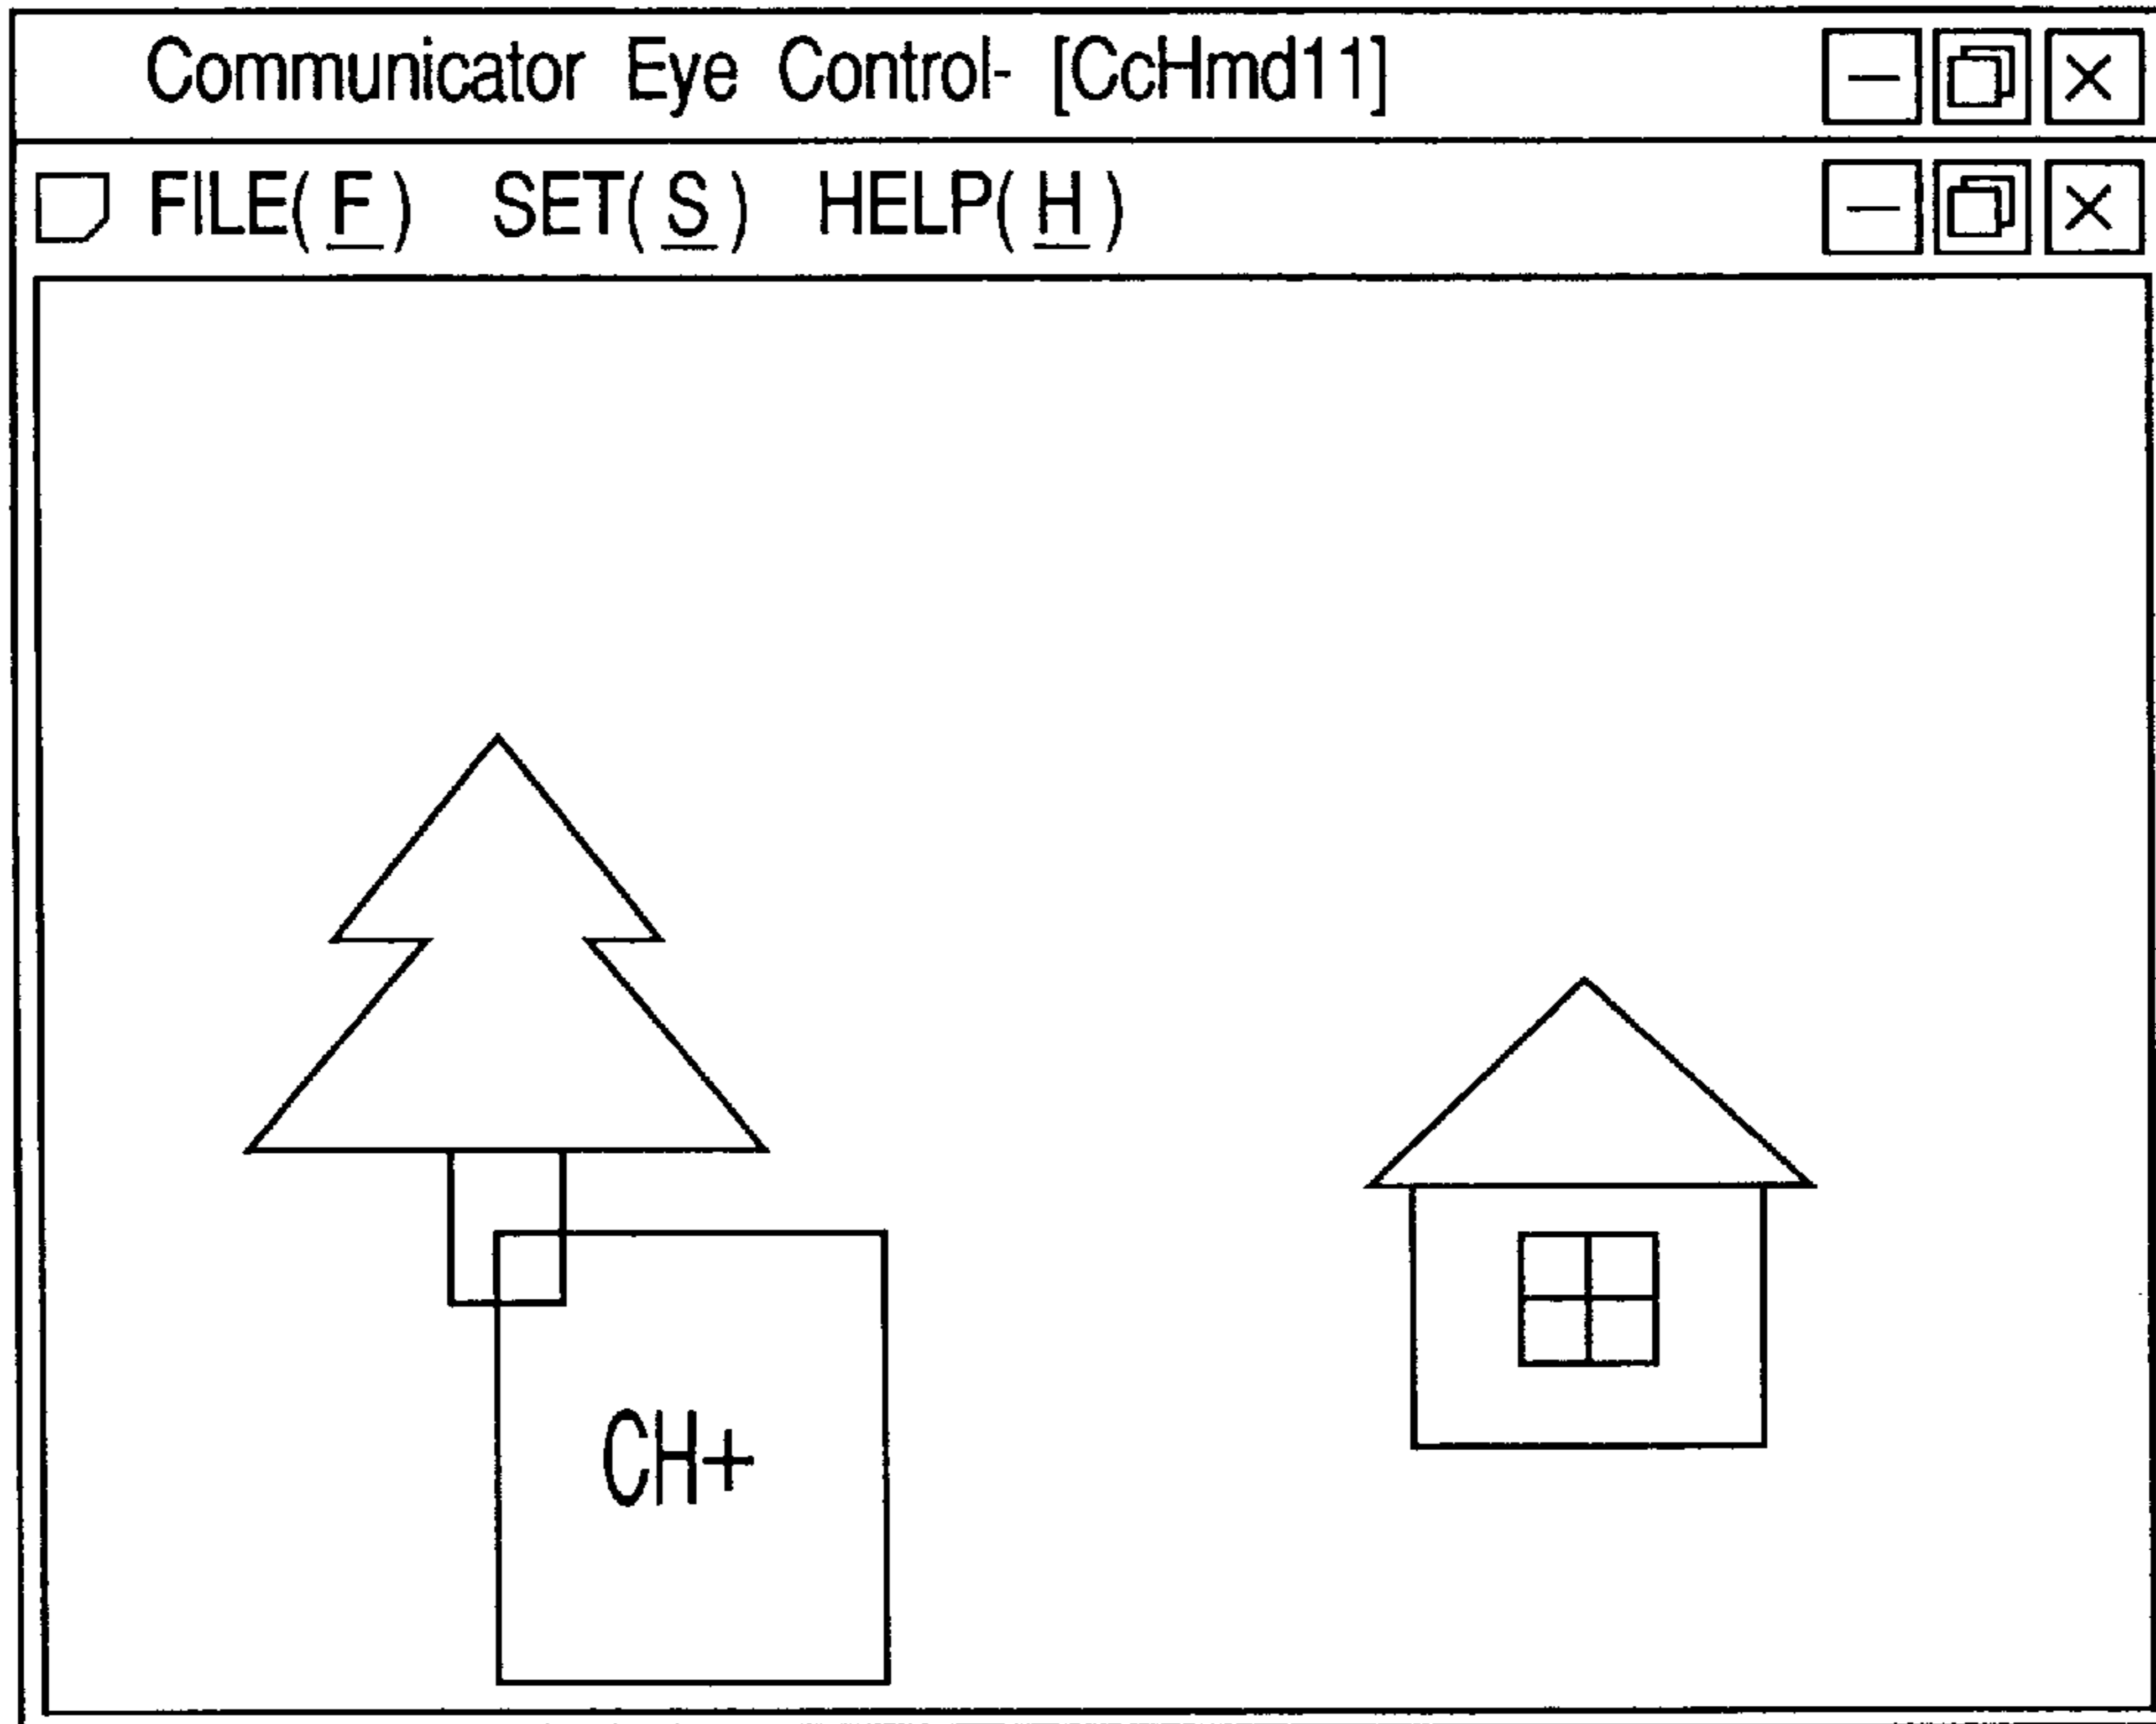 Communicator Eye Control- [CcHmd11]
FILE(F) SET(S) HELP(H)
CH+